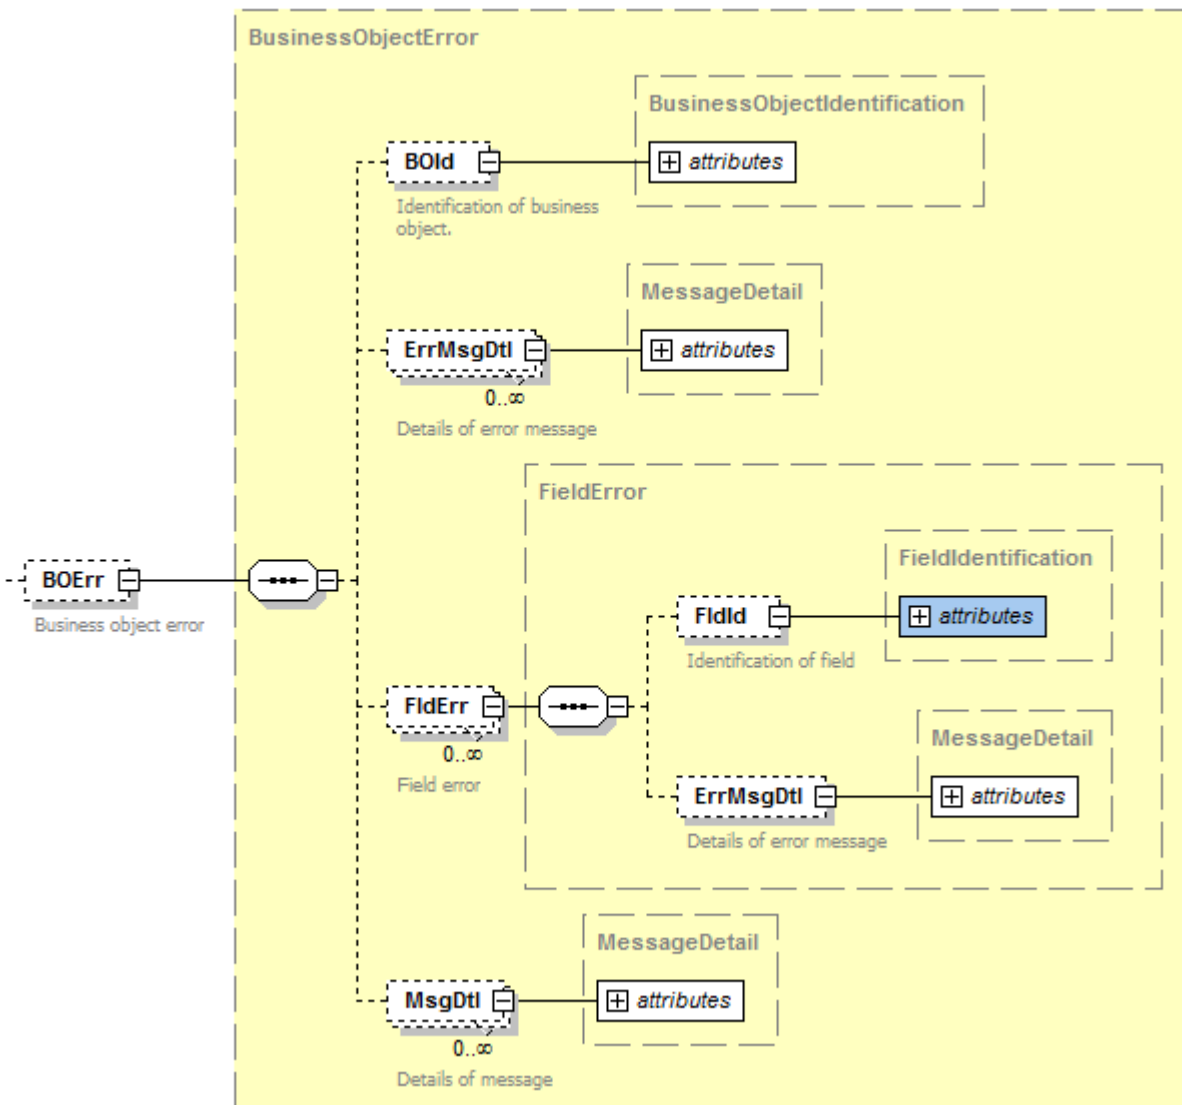 BusinessObjectError
BusinessObjectIdentification
BOId
attributes
Identification of business
object.
MessageDetail
ErrMsgDtl
attributes
0..∞
Details of error message
FieldError
FieldIdentification
BOErr
Business object error
FldId
attributes
Identification of field
FldErr
0..∞
Field error
MessageDetail
ErrMsgDtl
attributes
Details of error message
MessageDetail
MsgDtl
attributes
0..∞
Details of message